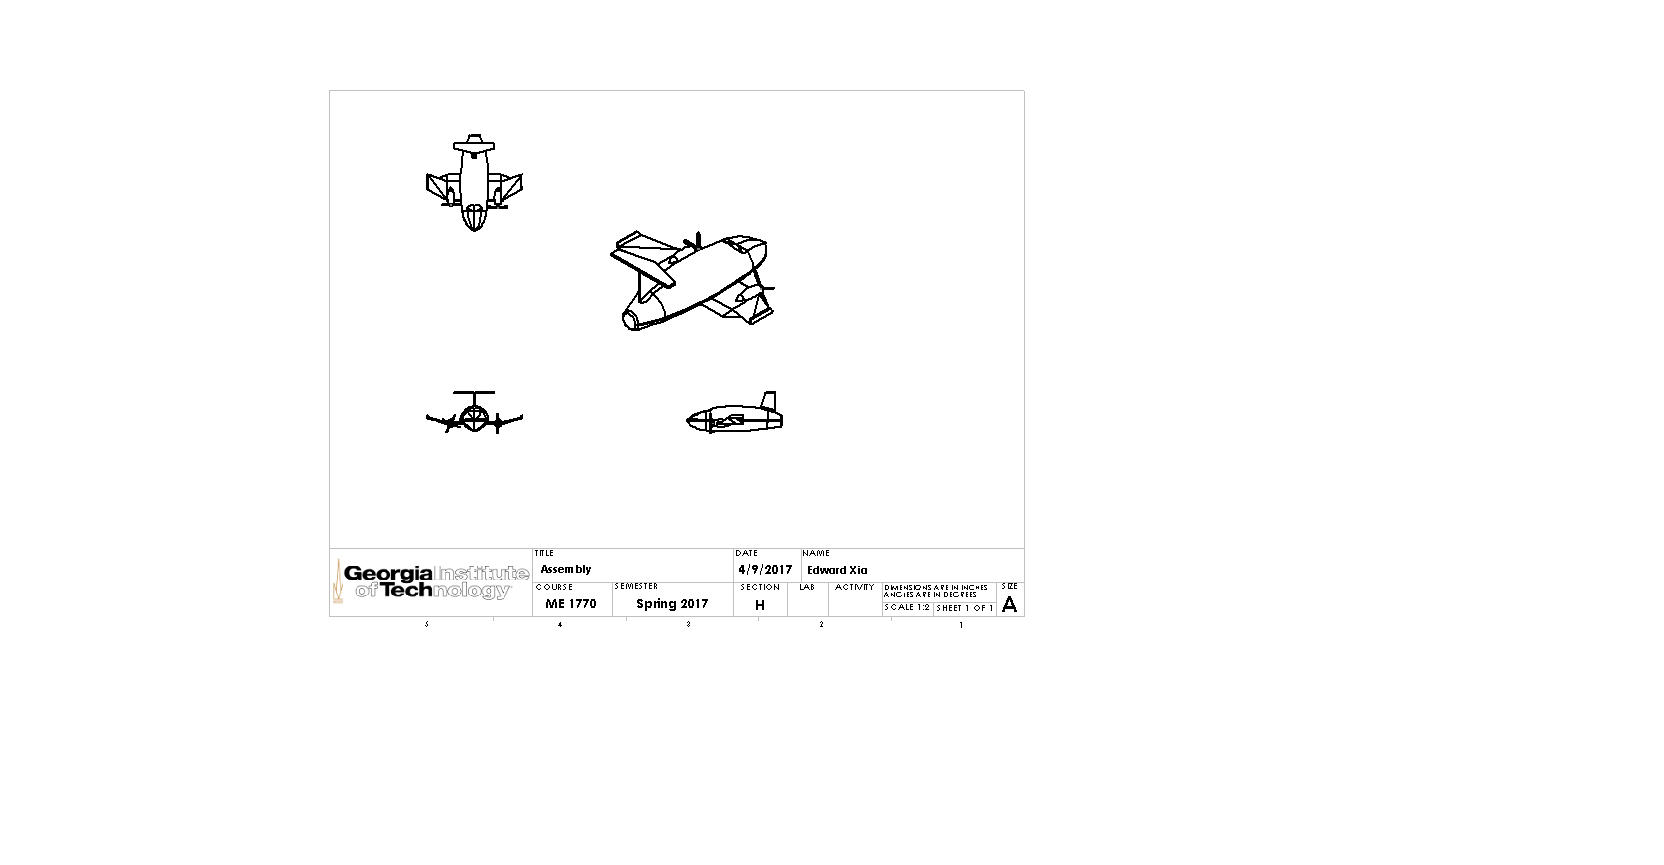 Georgia Institute
of Technology
TITLE
Assembly
DATE
4/9/2017
NAME
Edward Xia
COURSE
ME 1770
SEMESTER
Spring 2017
SECTION
H
LAB
ACTIVITY
DIMENSIONS ARE IN INCHES
ANGLES ARE IN DEGREES
SCALE 1:2
SHEET 1 OF 1
SIZE
A
5 4 3 2 1